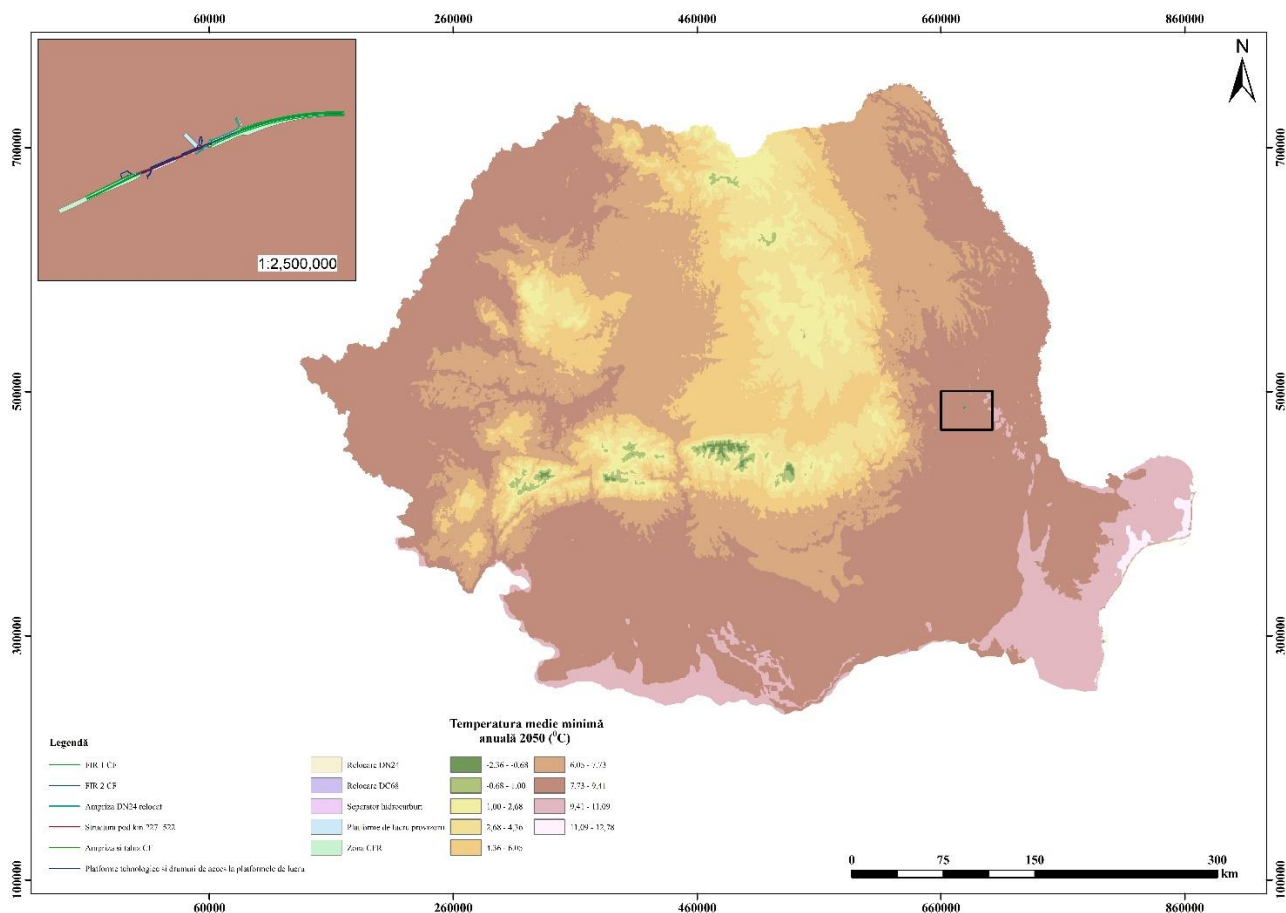 60000 260000 460000 660000 860000
N
700000 700000
1:2,500,000
500000 500000
300000 300000
Temperatura medie minimă
anuală 2050 (⁰C)
Legendă
FIR 1 CF
FIR 2 CF
Ampriza DN24 relocat
Structura pod km 227+522
Ampriza si taluz CF
Platforme tehnologice si drumuri de acces la platformele de lucru
Relocare DN24
Relocare DC68
Separator hidrocarburi
Platforme de lucru provizorii
Zona CFR
-2,36 - -0,68
-0,68 - 1,00
1,00 - 2,68
2,68 - 4,36
4,36 - 6,05
6,05 - 7,73
7,73 - 9,41
9,41 - 11,09
11,09 - 12,78
0 75 150 300
km
100000 100000
60000 260000 460000 660000 860000